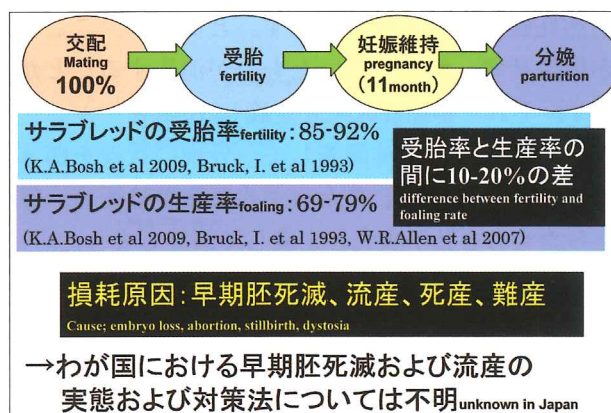 交配
Mating
100%
受胎
fertility
妊娠維持
pregnancy
(11month)
分娩
parturition
サラブレッドの受胎率fertility:85-92%
(K.A.Bosh et al 2009, Bruck, I. et al 1993)
サラブレッドの生産率foaling:69-79%
(K.A.Bosh et al 2009, Bruck, I. et al 1993, W.R.Allen et al 2007)
受胎率と生産率の
間に10-20%の差
difference between fertility and
foaling rate
損耗原因:早期胚死滅、流産、死産、難産
Cause; embryo loss, abortion, stillbirth, dystosia
→わが国における早期胚死滅および流産の
実態および対策法については不明unknown in Japan